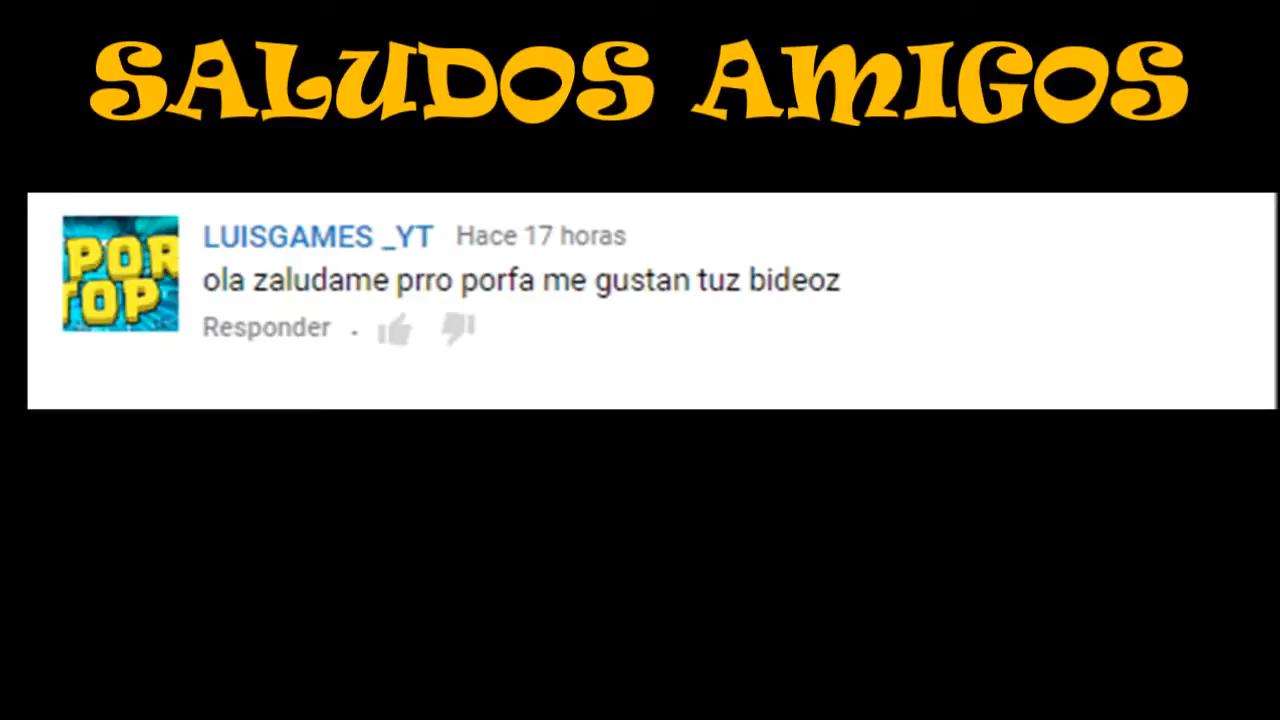 SALUDOS AMIGOS
LUISGAMES _YT Hace 17 horas
POR
TOP
ola zaludame prro porfa me gustan tuz bideoz
Responder .